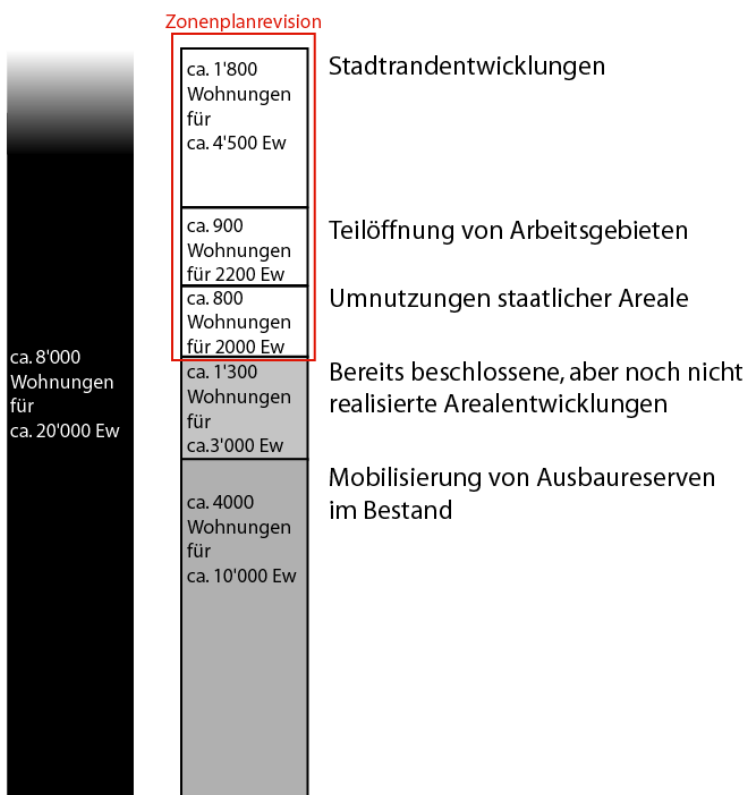 Zonenplanrevision
ca. 1'800
Wohnungen
für
ca. 4'500 Ew
Stadtrandentwicklungen
ca. 900
Wohnungen
für 2200 Ew
Teilöffnung von Arbeitsgebieten
ca. 800
Wohnungen
für 2000 Ew
Umnutzungen staatlicher Areale
ca. 8'000
Wohnungen
für
ca. 20'000 Ew
ca. 1'300
Wohnungen
für
ca.3'000 Ew
Bereits beschlossene, aber noch nicht
realisierte Arealentwicklungen
ca. 4000
Wohnungen
für
ca. 10'000 Ew
Mobilisierung von Ausbaureserven
im Bestand